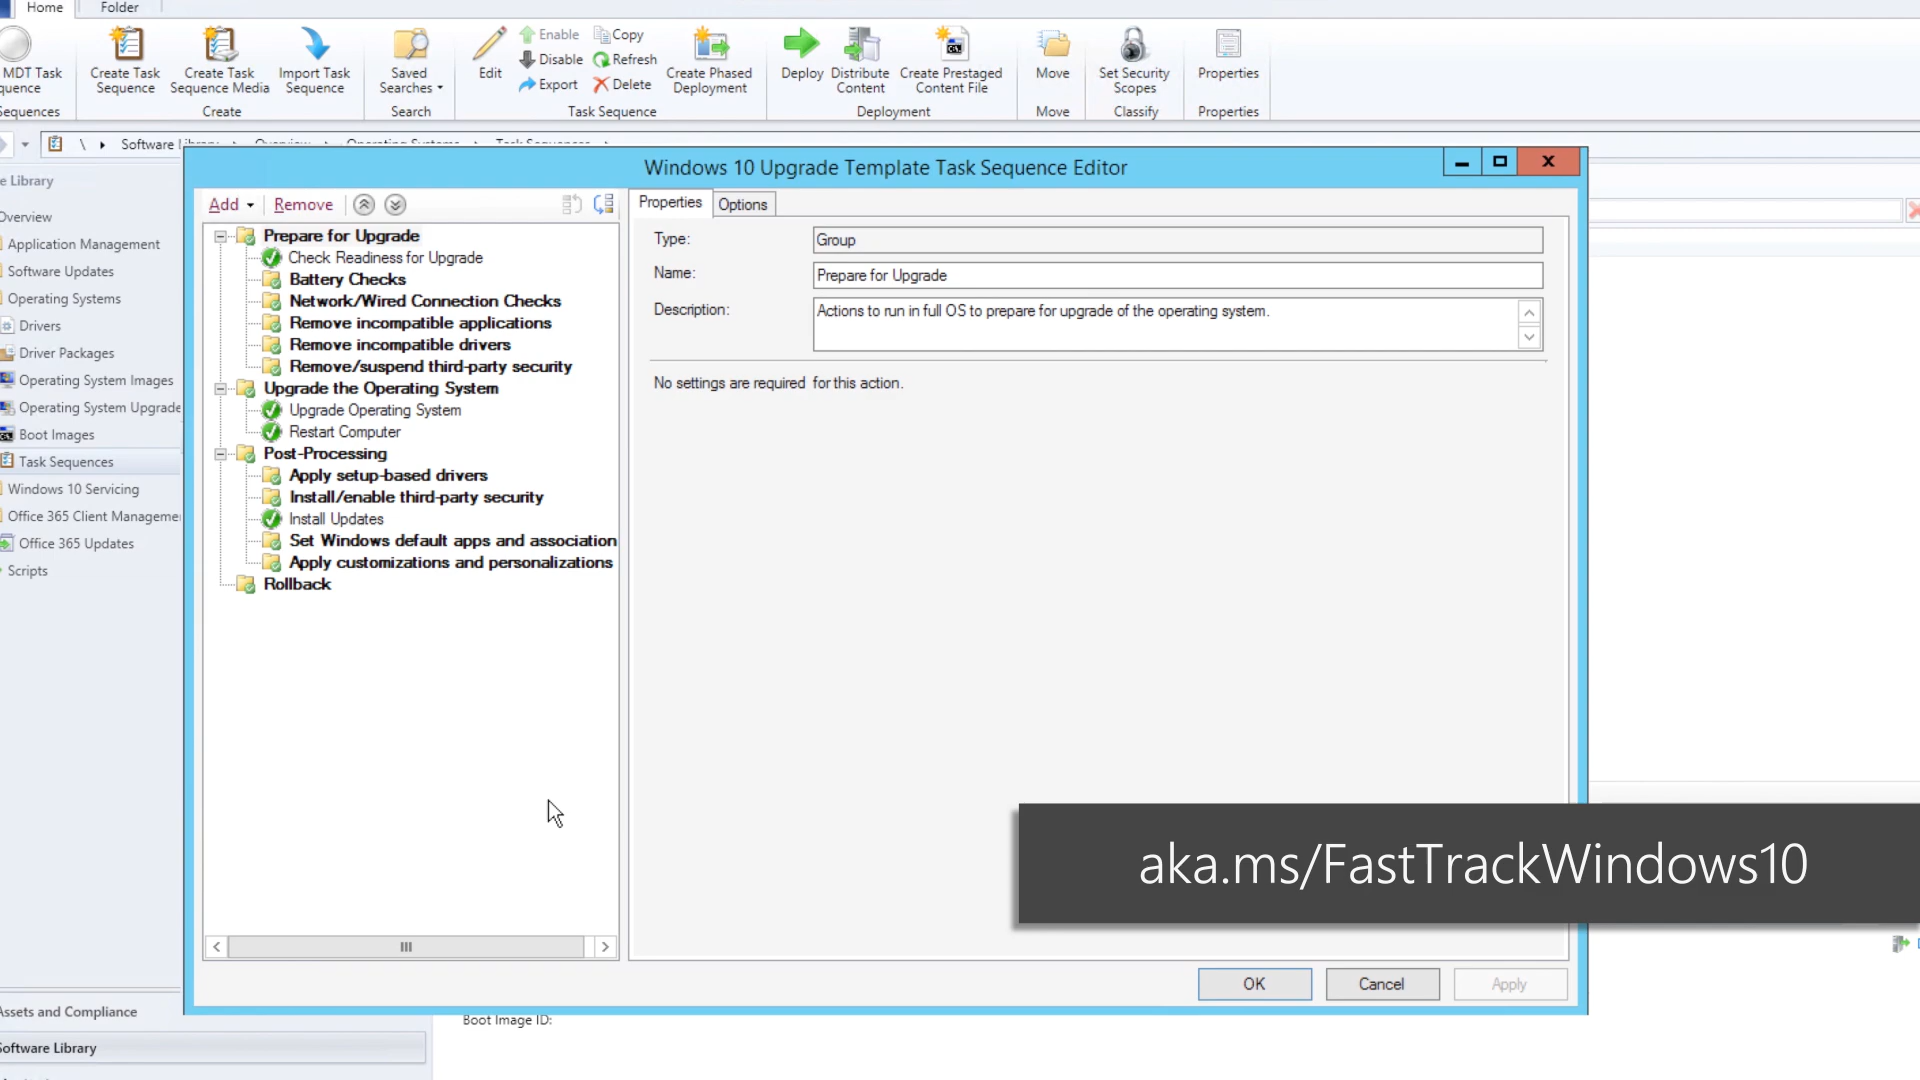 Home Folder
MDT Task
quence
Create Task
Sequence
Create Task
Sequence Media
Import Task
Sequence
Saved
Searches
Edit
Enable
Disable
Export
Copy
Refresh
Delete
Create Phased
Deployment
Deploy
Distribute
Content
Create Prestaged
Content File
Move
Set Security
Scopes
Properties
Sequences Create Search Task Sequence Deployment Move Classify Properties
\ Software Library Overview Operating Systems Task Sequences
e Library
Overview
Application Management
Software Updates
Operating Systems
Drivers
Driver Packages
Operating System Images
Operating System Upgrade
Boot Images
Task Sequences
Windows 10 Servicing
Office 365 Client Managemen
Office 365 Updates
Scripts
Assets and Compliance
Software Library
Windows 10 Upgrade Template Task Sequence Editor
Add Remove
Prepare for Upgrade
Check Readiness for Upgrade
Battery Checks
Network/Wired Connection Checks
Remove incompatible applications
Remove incompatible drivers
Remove/suspend third-party security
Upgrade the Operating System
Upgrade Operating System
Restart Computer
Post-Processing
Apply setup-based drivers
Install/enable third-party security
Install Updates
Set Windows default apps and association
Apply customizations and personalizations
Rollback
Properties Options
Type: Group
Name: Prepare for Upgrade
Description: Actions to run in full OS to prepare for upgrade of the operating system.
No settings are required for this action.
aka.ms/FastTrackWindows10
OK Cancel Apply
Boot Image ID: